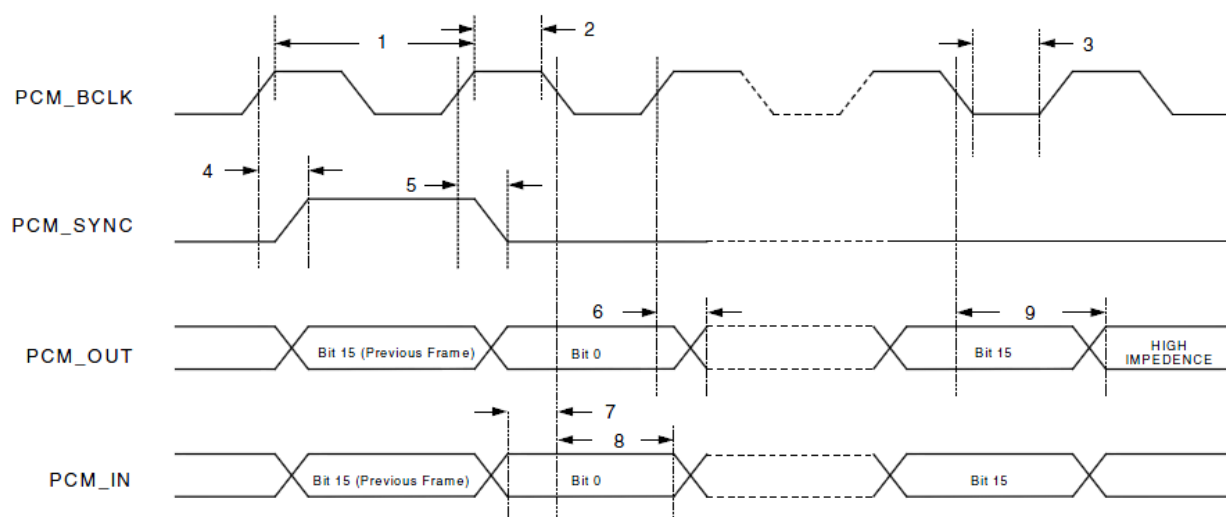 1
2
3
PCM_BCLK
4
5
PCM_SYNC
6
9
PCM_OUT
Bit 15 (Previous Frame)
Bit 0
Bit 15
HIGH
IMPEDENCE
7
8
PCM_IN
Bit 15 (Previous Frame)
Bit 0
Bit 15